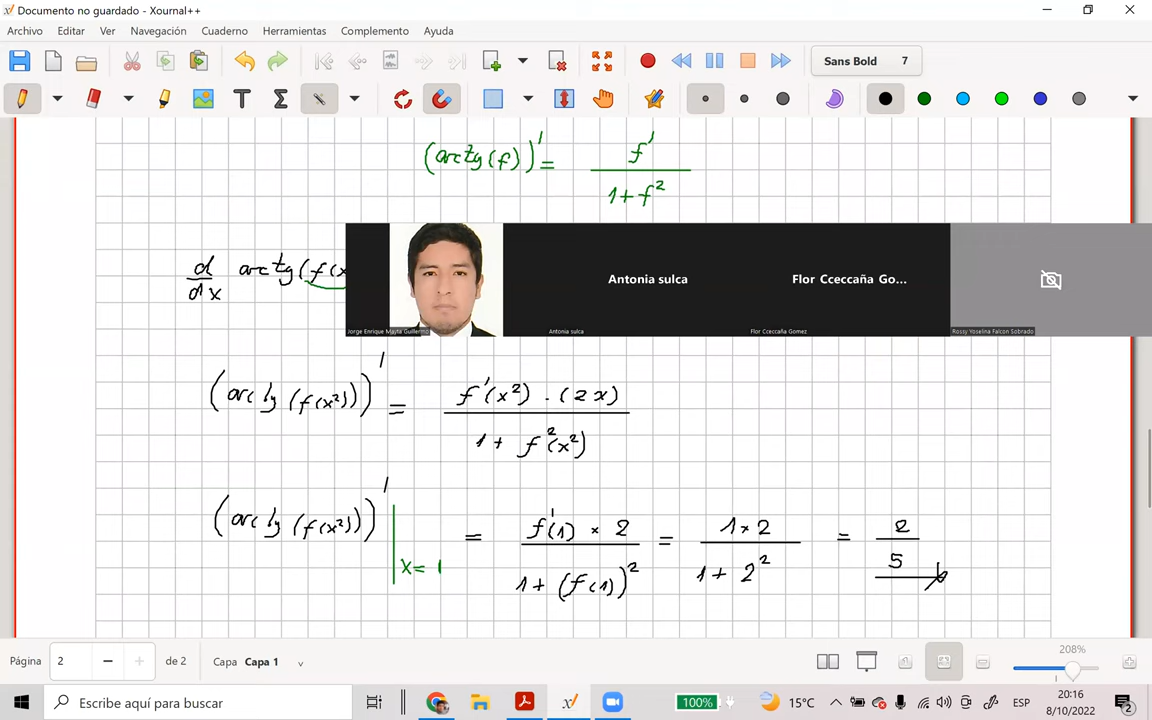 Documento no guardado - Xournal++
Archivo Editar Ver Navegación Cuaderno Herramientas Complemento Ayuda
Sans Bold 7
(arctg(f))' = f' / 1+f²
d/dx arctg(f(x
Antonia sulca
Flor Cceccaña Go...
Jorge Enrique Mayta Guillermo
Antonia sulca
Flor Cceccaña Gomez
Rossy Yoselina Falcon Sobrado
(arctg(f(x²)))' = f'(x²) . (2x) / 1 + f²(x²)
(arctg(f(x²)))' | x=1 = f'(1) × 2 / 1 + (f(1))² = 1×2 / 1 + 2² = 2 / 5
Página 2 de 2 Capa Capa 1
208%
Escribe aquí para buscar
100%
15°C
ESP
20:16
8/10/2022
2